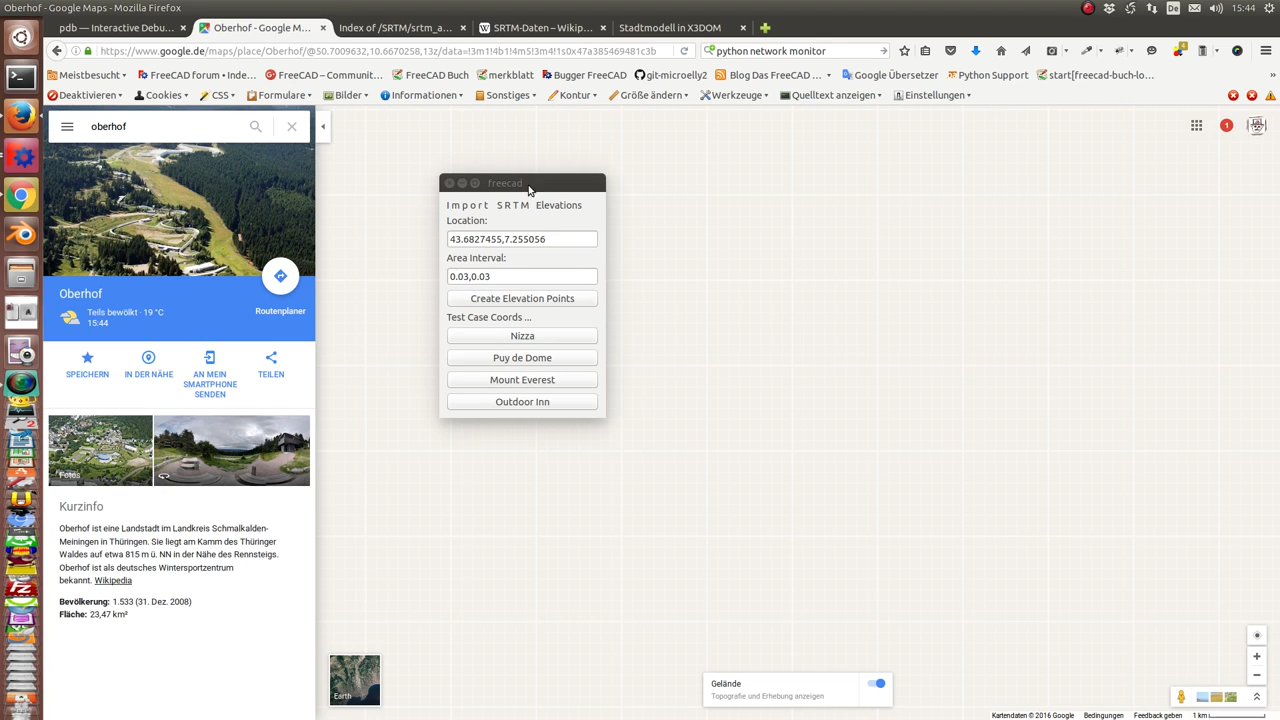 Oberhof - Google Maps - Mozilla Firefox
De
15:44
pdb — Interactive Debu...
Oberhof - Google M...
Index of /SRTM/srtm_a...
SRTM-Daten – Wikip...
Stadtmodell in X3DOM
https://www.google.de/maps/place/Oberhof/@50.7009632,10.6670258,13z/data=!3m1!4b1!4m5!3m4!1s0x47a385469481c3b
python network monitor
Meistbesucht
FreeCAD forum • Inde...
FreeCAD – Communit...
FreeCAD Buch
merkblatt
Bugger FreeCAD
git-microelly2
Blog Das FreeCAD ...
Google Übersetzer
Python Support
start[freecad-buch-lo...
Deaktivieren
Cookies
CSS
Formulare
Bilder
Informationen
Sonstiges
Kontur
Größe ändern
Werkzeuge
Quelltext anzeigen
Einstellungen
oberhof
1
freecad
Import SRTM Elevations
Location:
43.6827455,7.255056
Area Interval:
0.03,0.03
Create Elevation Points
Test Case Coords ...
Nizza
Puy de Dome
Mount Everest
Outdoor Inn
Oberhof
Teils bewölkt · 19 °C
15:44
Routenplaner
SPEICHERN
IN DER NÄHE
AN MEIN
SMARTPHONE
SENDEN
TEILEN
Fotos
Kurzinfo
Oberhof ist eine Landstadt im Landkreis Schmalkalden-
Meiningen in Thüringen. Sie liegt am Kamm des Thüringer
Waldes auf etwa 815 m ü. NN in der Nähe des Rennsteigs.
Oberhof ist als deutsches Wintersportzentrum
bekannt. Wikipedia
Bevölkerung: 1.533 (31. Dez. 2008)
Fläche: 23,47 km²
Earth
Gelände
Topografie und Erhebung anzeigen
Kartendaten © 2016 Google
Bedingungen
Feedback geben
1 km